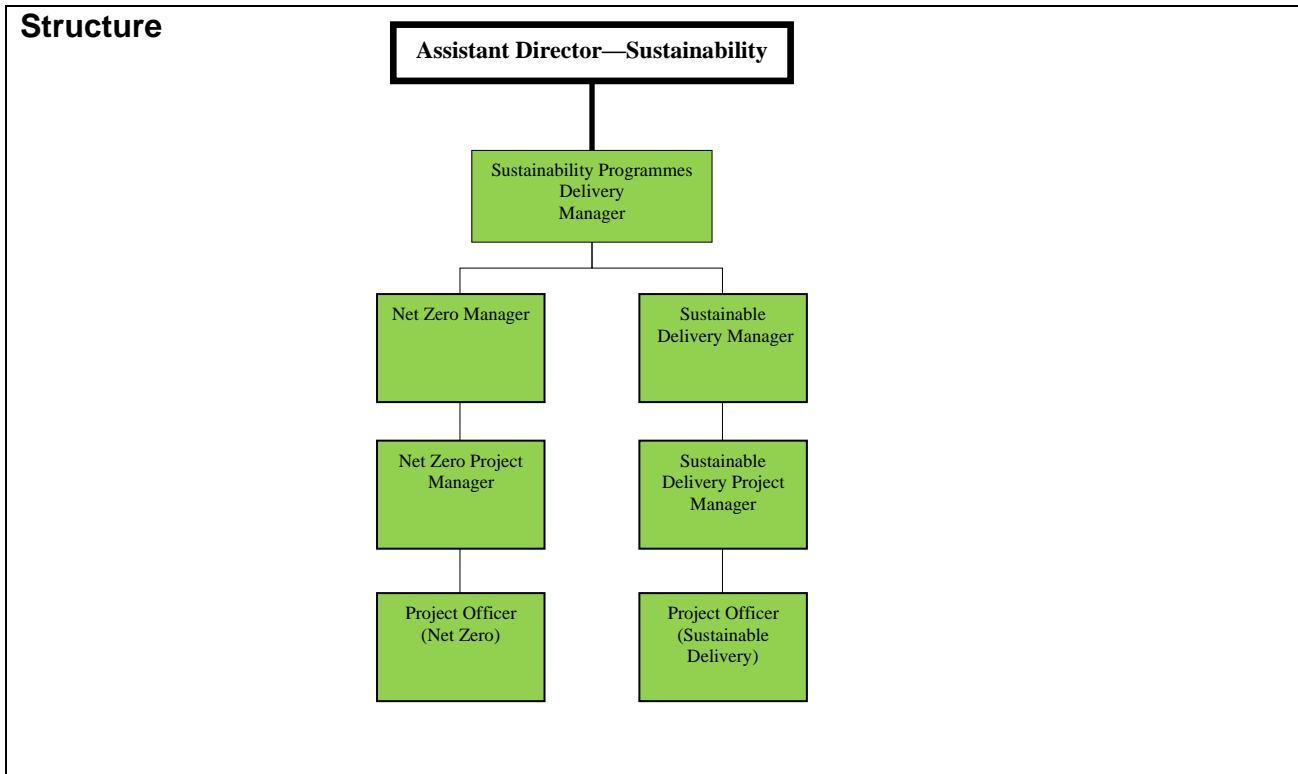 Structure
Assistant Director—Sustainability
Sustainability Programmes
Delivery
Manager
Net Zero Manager
Sustainable
Delivery Manager
Net Zero Project
Manager
Sustainable
Delivery Project
Manager
Project Officer
(Net Zero)
Project Officer
(Sustainable
Delivery)